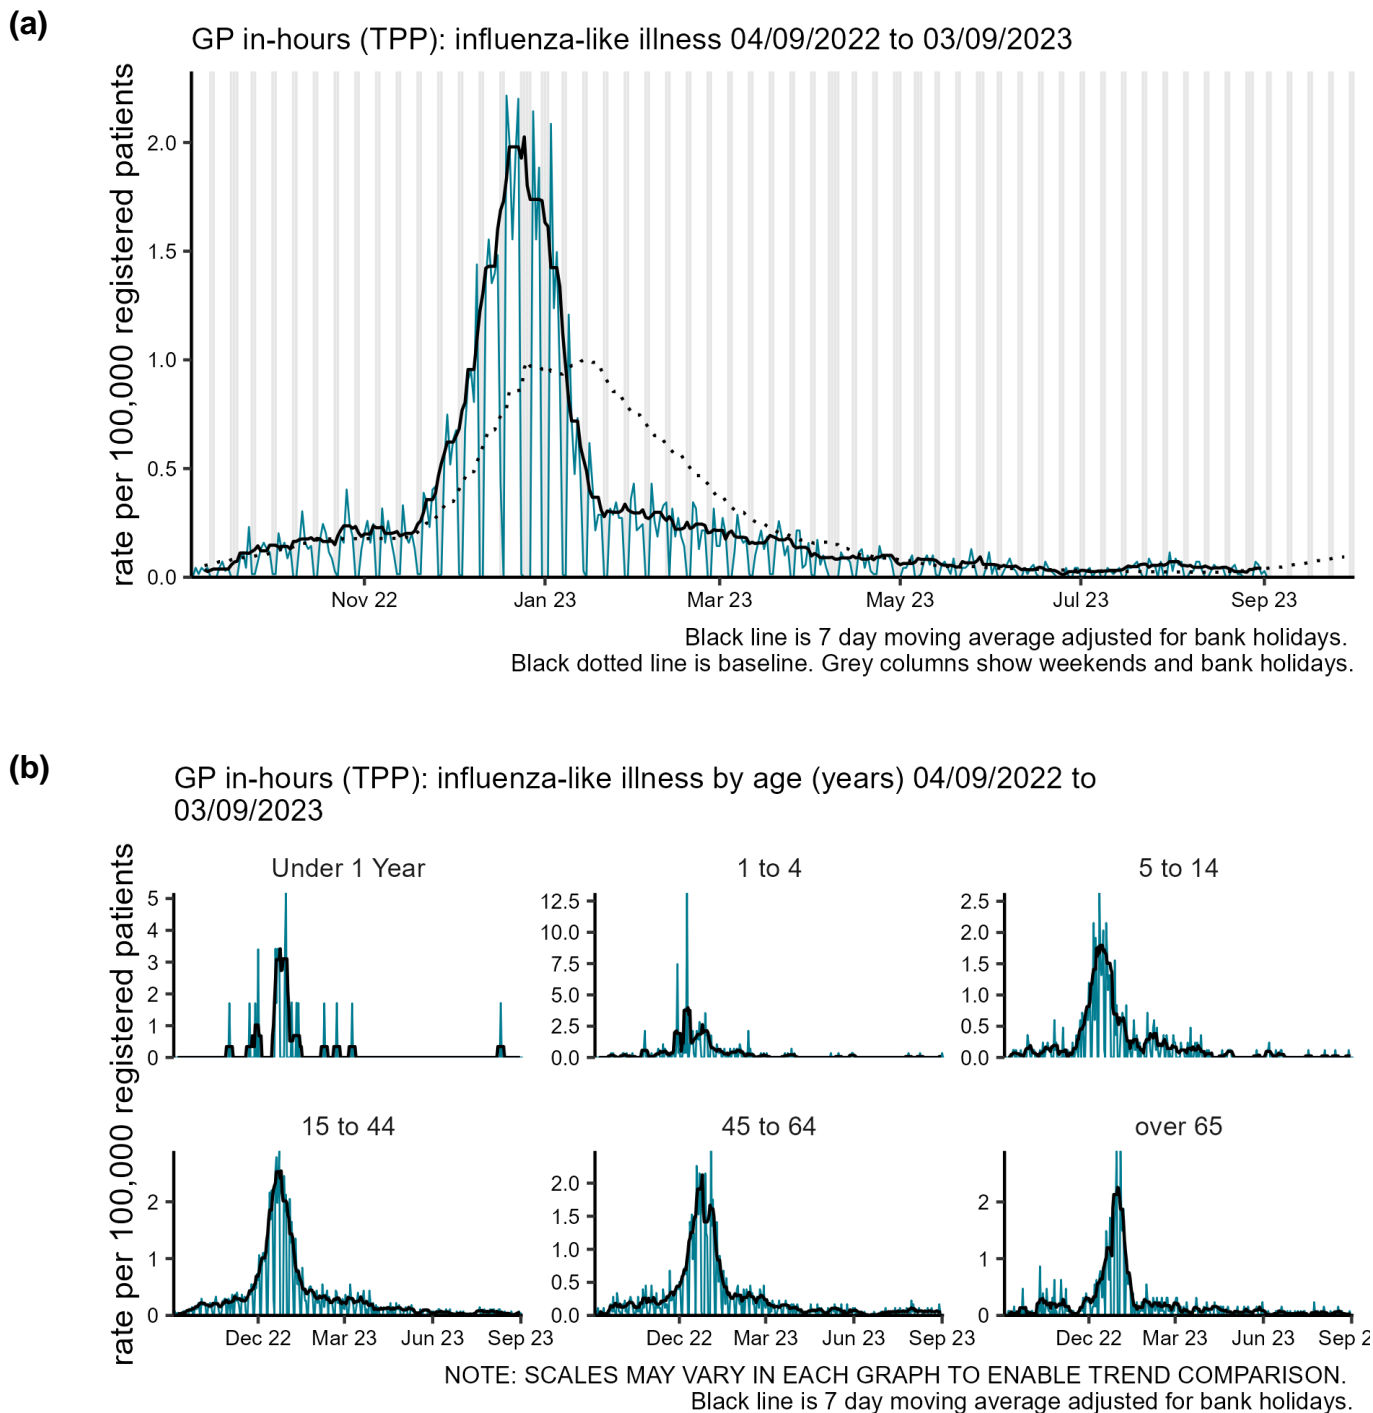 (a)
GP in-hours (TPP): influenza-like illness 04/09/2022 to 03/09/2023
rate per 100,000 registered patients
2.0
1.5
1.0
0.5
0.0
Nov 22 Jan 23 Mar 23 May 23 Jul 23 Sep 23
Black line is 7 day moving average adjusted for bank holidays.
Black dotted line is baseline. Grey columns show weekends and bank holidays.
(b)
GP in-hours (TPP): influenza-like illness by age (years) 04/09/2022 to
03/09/2023
rate per 100,000 registered patients
Under 1 Year
5
4
3
2
1
0
1 to 4
12.5
10.0
7.5
5.0
2.5
0.0
5 to 14
2.5
2.0
1.5
1.0
0.5
0.0
15 to 44
2
1
0
Dec 22 Mar 23 Jun 23 Sep 23
45 to 64
2.0
1.5
1.0
0.5
0.0
Dec 22 Mar 23 Jun 23 Sep 23
over 65
2
1
0
Dec 22 Mar 23 Jun 23 Sep 2
NOTE: SCALES MAY VARY IN EACH GRAPH TO ENABLE TREND COMPARISON.
Black line is 7 day moving average adjusted for bank holidays.